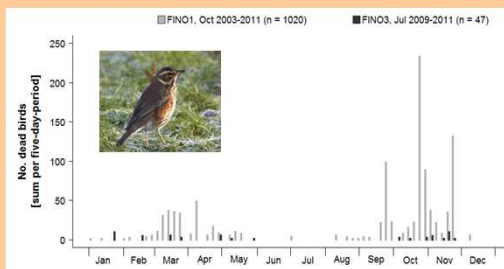 FINO1, Oct 2003-2011 (n = 1020) FINO3, Jul 2009-2011 (n = 47)
No. dead birds
[sum per five-day-period]
250
200
150
100
50
0
Jan Feb Mar Apr May Jun Jul Aug Sep Oct Nov Dec